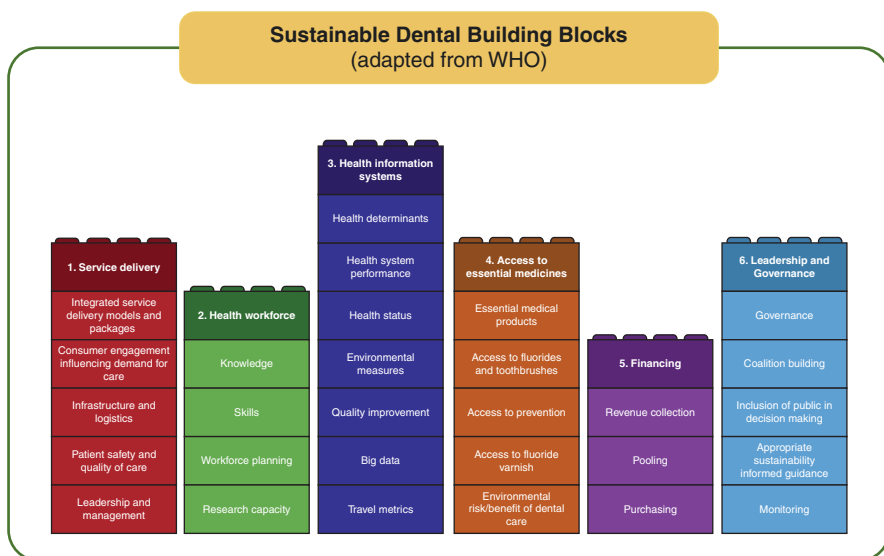 Sustainable Dental Building Blocks
(adapted from WHO)
1. Service delivery
Integrated service
delivery models and
packages
Consumer engagement
influencing demand for
care
Infrastructure and
logistics
Patient safety and
quality of care
Leadership and
management
2. Health workforce
Knowledge
Skills
Workforce planning
Research capacity
3. Health information
systems
Health determinants
Health system
performance
Health status
Environmental
measures
Quality improvement
Big data
Travel metrics
4. Access to
essential medicines
Essential medical
products
Access to fluorides
and toothbrushes
Access to prevention
Access to fluoride
varnish
Environmental
risk/benefit of dental
care
5. Financing
Revenue collection
Pooling
Purchasing
6. Leadership and
Governance
Governance
Coalition building
Inclusion of public in
decision making
Appropriate
sustainability
informed guidance
Monitoring